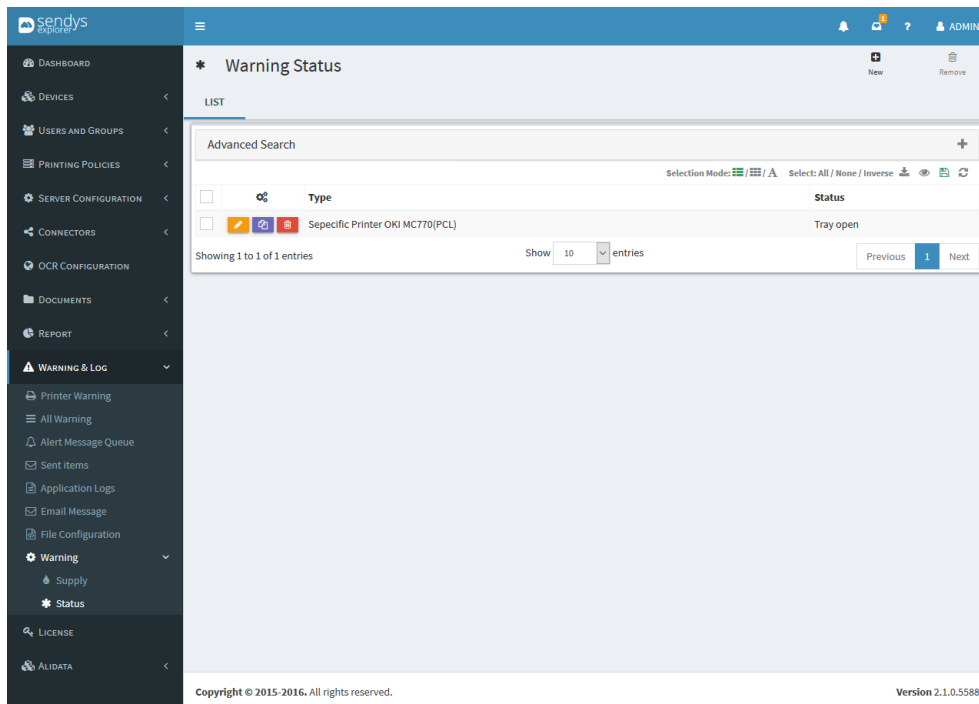 sendys
explorer
1
?
ADMIN
DASHBOARD
DEVICES
USERS AND GROUPS
PRINTING POLICIES
SERVER CONFIGURATION
CONNECTORS
OCR CONFIGURATION
DOCUMENTS
REPORT
WARNING & LOG
Printer Warning
All Warning
Alert Message Queue
Sent items
Application Logs
Email Message
File Configuration
Warning
Supply
Status
LICENSE
ALIDATA
Warning Status
New
Remove
LIST
Advanced Search
Selection Mode: / / A Select: All / None / Inverse
Type Status
Sepecific Printer OKI MC770(PCL) Tray open
Showing 1 to 1 of 1 entries Show 10 entries Previous 1 Next
Copyright © 2015-2016. All rights reserved. Version 2.1.0.5588